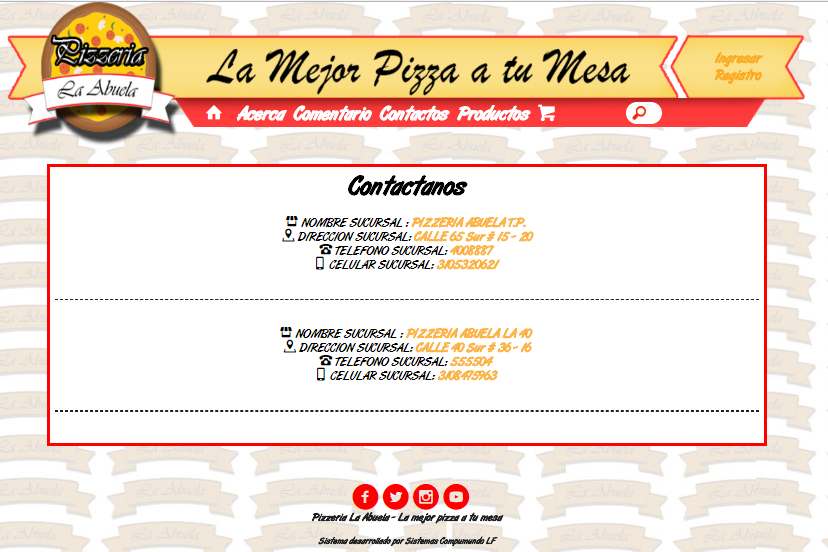 Pizzeria
La Abuela
La Mejor Pizza a tu Mesa
Ingresar
Registro
Acerca Comentario Contactos Productos
Contactanos
NOMBRE SUCURSAL : PIZZERIA ABUELA T.P.
DIRECCION SUCURSAL: CALLE 65 Sur # 15 - 20
TELEFONO SUCURSAL: 4008887
CELULAR SUCURSAL: 3105320621
NOMBRE SUCURSAL : PIZZERIA ABUELA LA 40
DIRECCION SUCURSAL: CALLE 40 Sur # 36 - 16
TELEFONO SUCURSAL: 555504
CELULAR SUCURSAL: 3108475963
Pizzeria La Abuela - La mejor pizza a tu mesa
Sistema desarrollado por Sistemas Compumundo LF